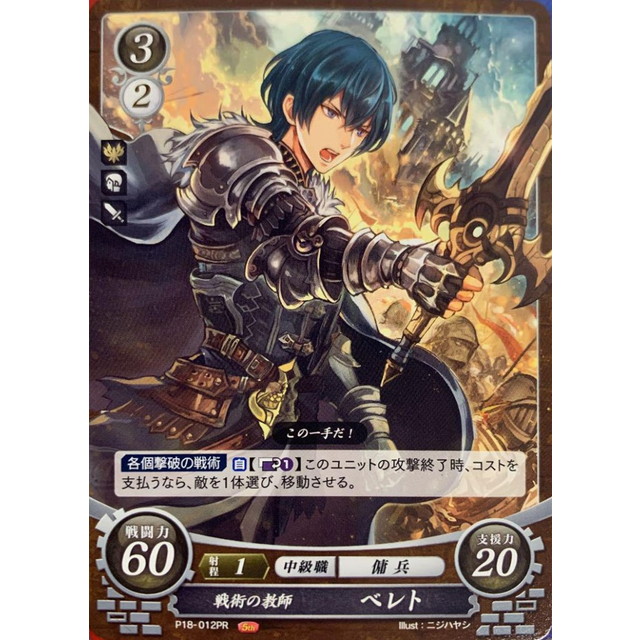 3
2
この一手だ!
各個撃破の戦術 自【1】このユニットの攻撃終了時、コストを
支払うなら、敵を1体選び、移動させる。
戦闘力
60
射程 1
中級職 傭兵
支援力
20
戦術の教師 ベレト
P18-012PR 5th Illust:ニジハヤシ